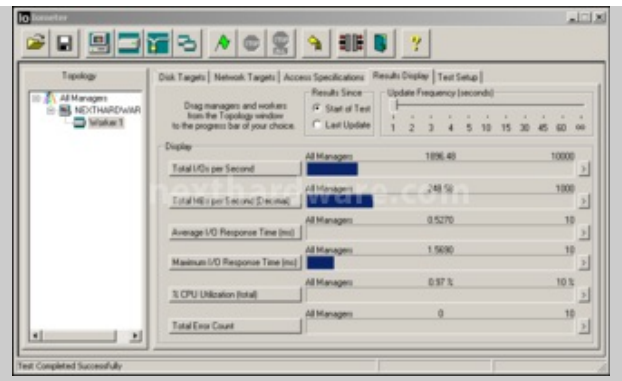 Iometer
Topology
All Managers
NEXTHARDWAR
Worker 1
Disk Targets
Network Targets
Access Specifications
Results Display
Test Setup
Drag managers and workers
from the Topology window
to the progress bar of your choice.
Results Since
Start of Test
Last Update
Update Frequency (seconds)
1 2 3 4 5 10 15 30 45 60 ∞
Display
All Managers 1896.48 10000
Total I/Os per Second
All Managers 248.58 1000
Total MBs per Second (Decimal)
nexthardware.com
All Managers 0.5270 10
Average I/O Response Time (ms)
All Managers 1.5690 10
Maximum I/O Response Time (ms)
All Managers 0.97 % 10 %
% CPU Utilization (total)
All Managers 0 10
Total Error Count
Test Completed Successfully